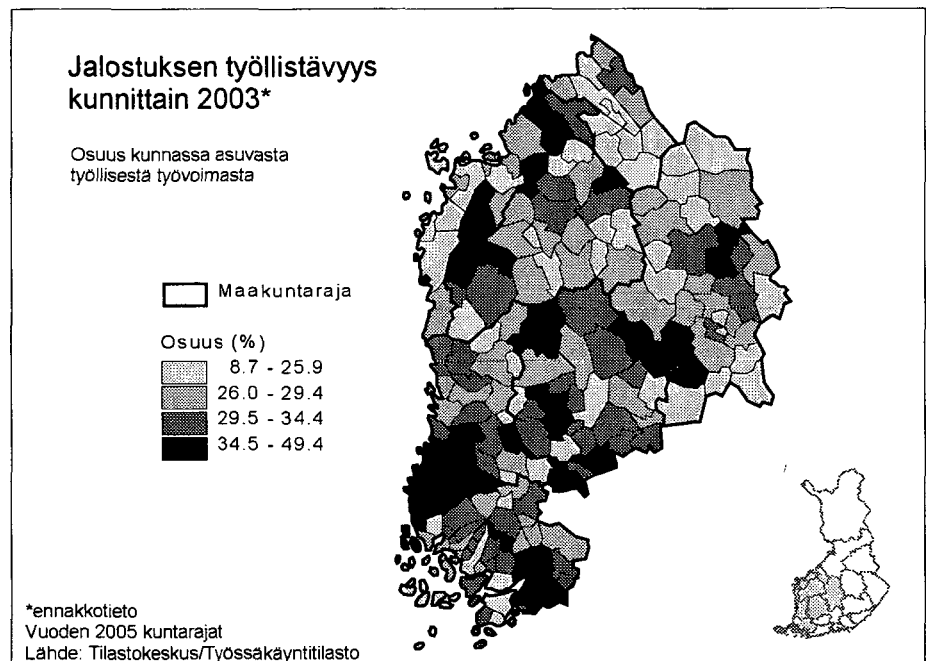 Jalostuksen työllistävyys
kunnittain 2003*
Osuus kunnassa asuvasta
työllisestä työvoimasta
Maakuntaraja
Osuus (%)
8.7 - 25.9
26.0 - 29.4
29.5 - 34.4
34.5 - 49.4
*ennakkotieto
Vuoden 2005 kuntarajat
Lähde: Tilastokeskus/Työssäkäyntitilasto